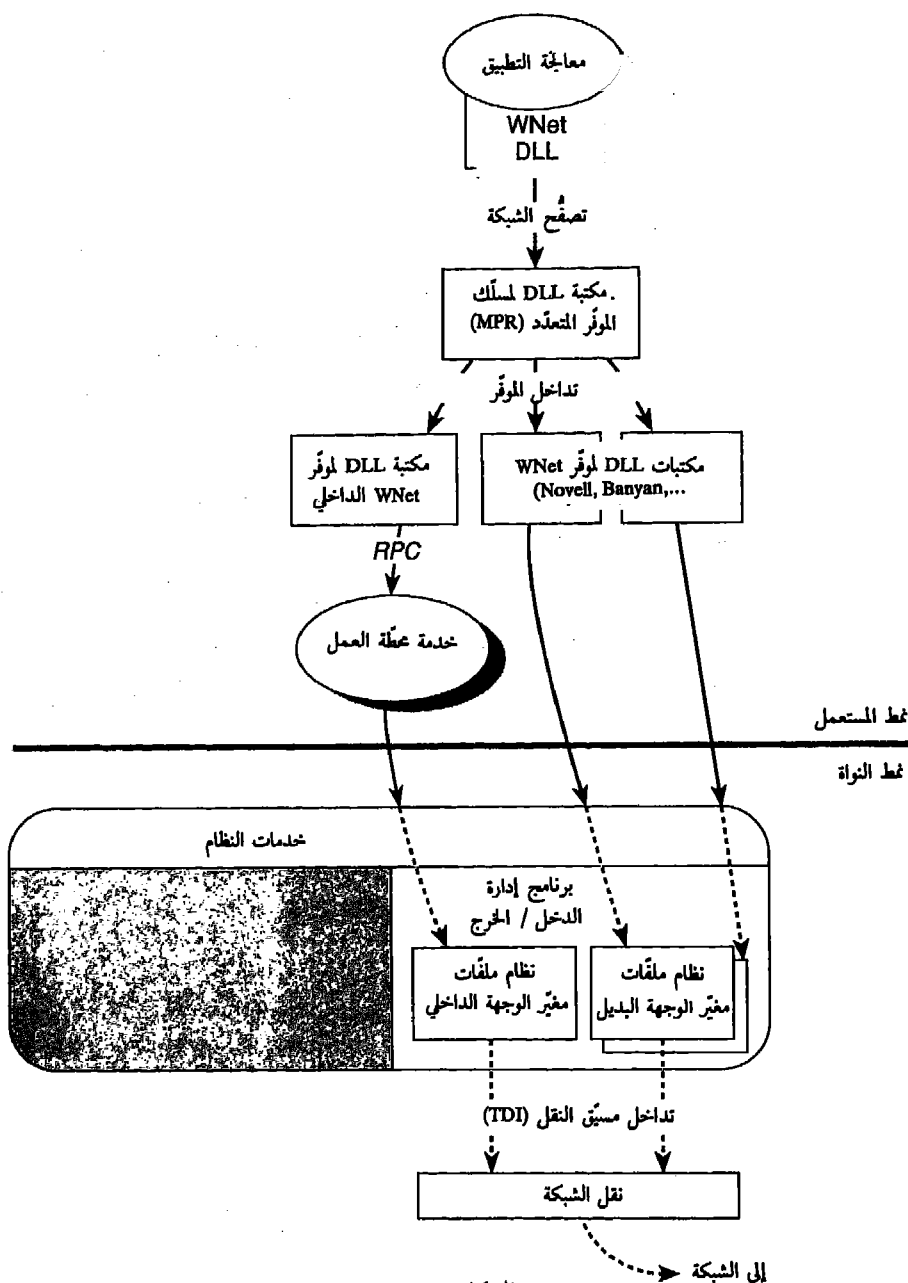 معالجة التطبيق
WNet
DLL
تصفُّح الشبكة
مكتبة DLL لمسلّك
الموفّر المتعدّد (MPR)
تداخل الموفّر
مكتبة DLL لموفّر
WNet الداخلي
مكتبات DLL لموفّر WNet
(Novell, Banyan,...
RPC
خدمة محطّة العمل
نمط المستعمل
نمط النواة
خدمات النظام
برنامج إدارة
الدخل / الخرج
نظام ملفّات
مغيّر الوجهة الداخلي
نظام ملفّات
مغيّر الوجهة البديل
تداخل مسيّق النقل (TDI)
نقل الشبكة
إلى الشبكة